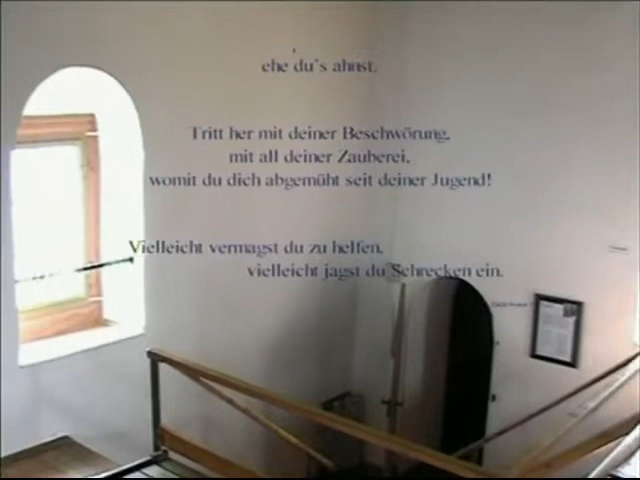 ehe du's ahnst.
Tritt her mit deiner Beschwörung,
mit all deiner Zauberei,
womit du dich abgemüht seit deiner Jugend!
Vielleicht vermagst du zu helfen,
vielleicht jagst du Schrecken ein.